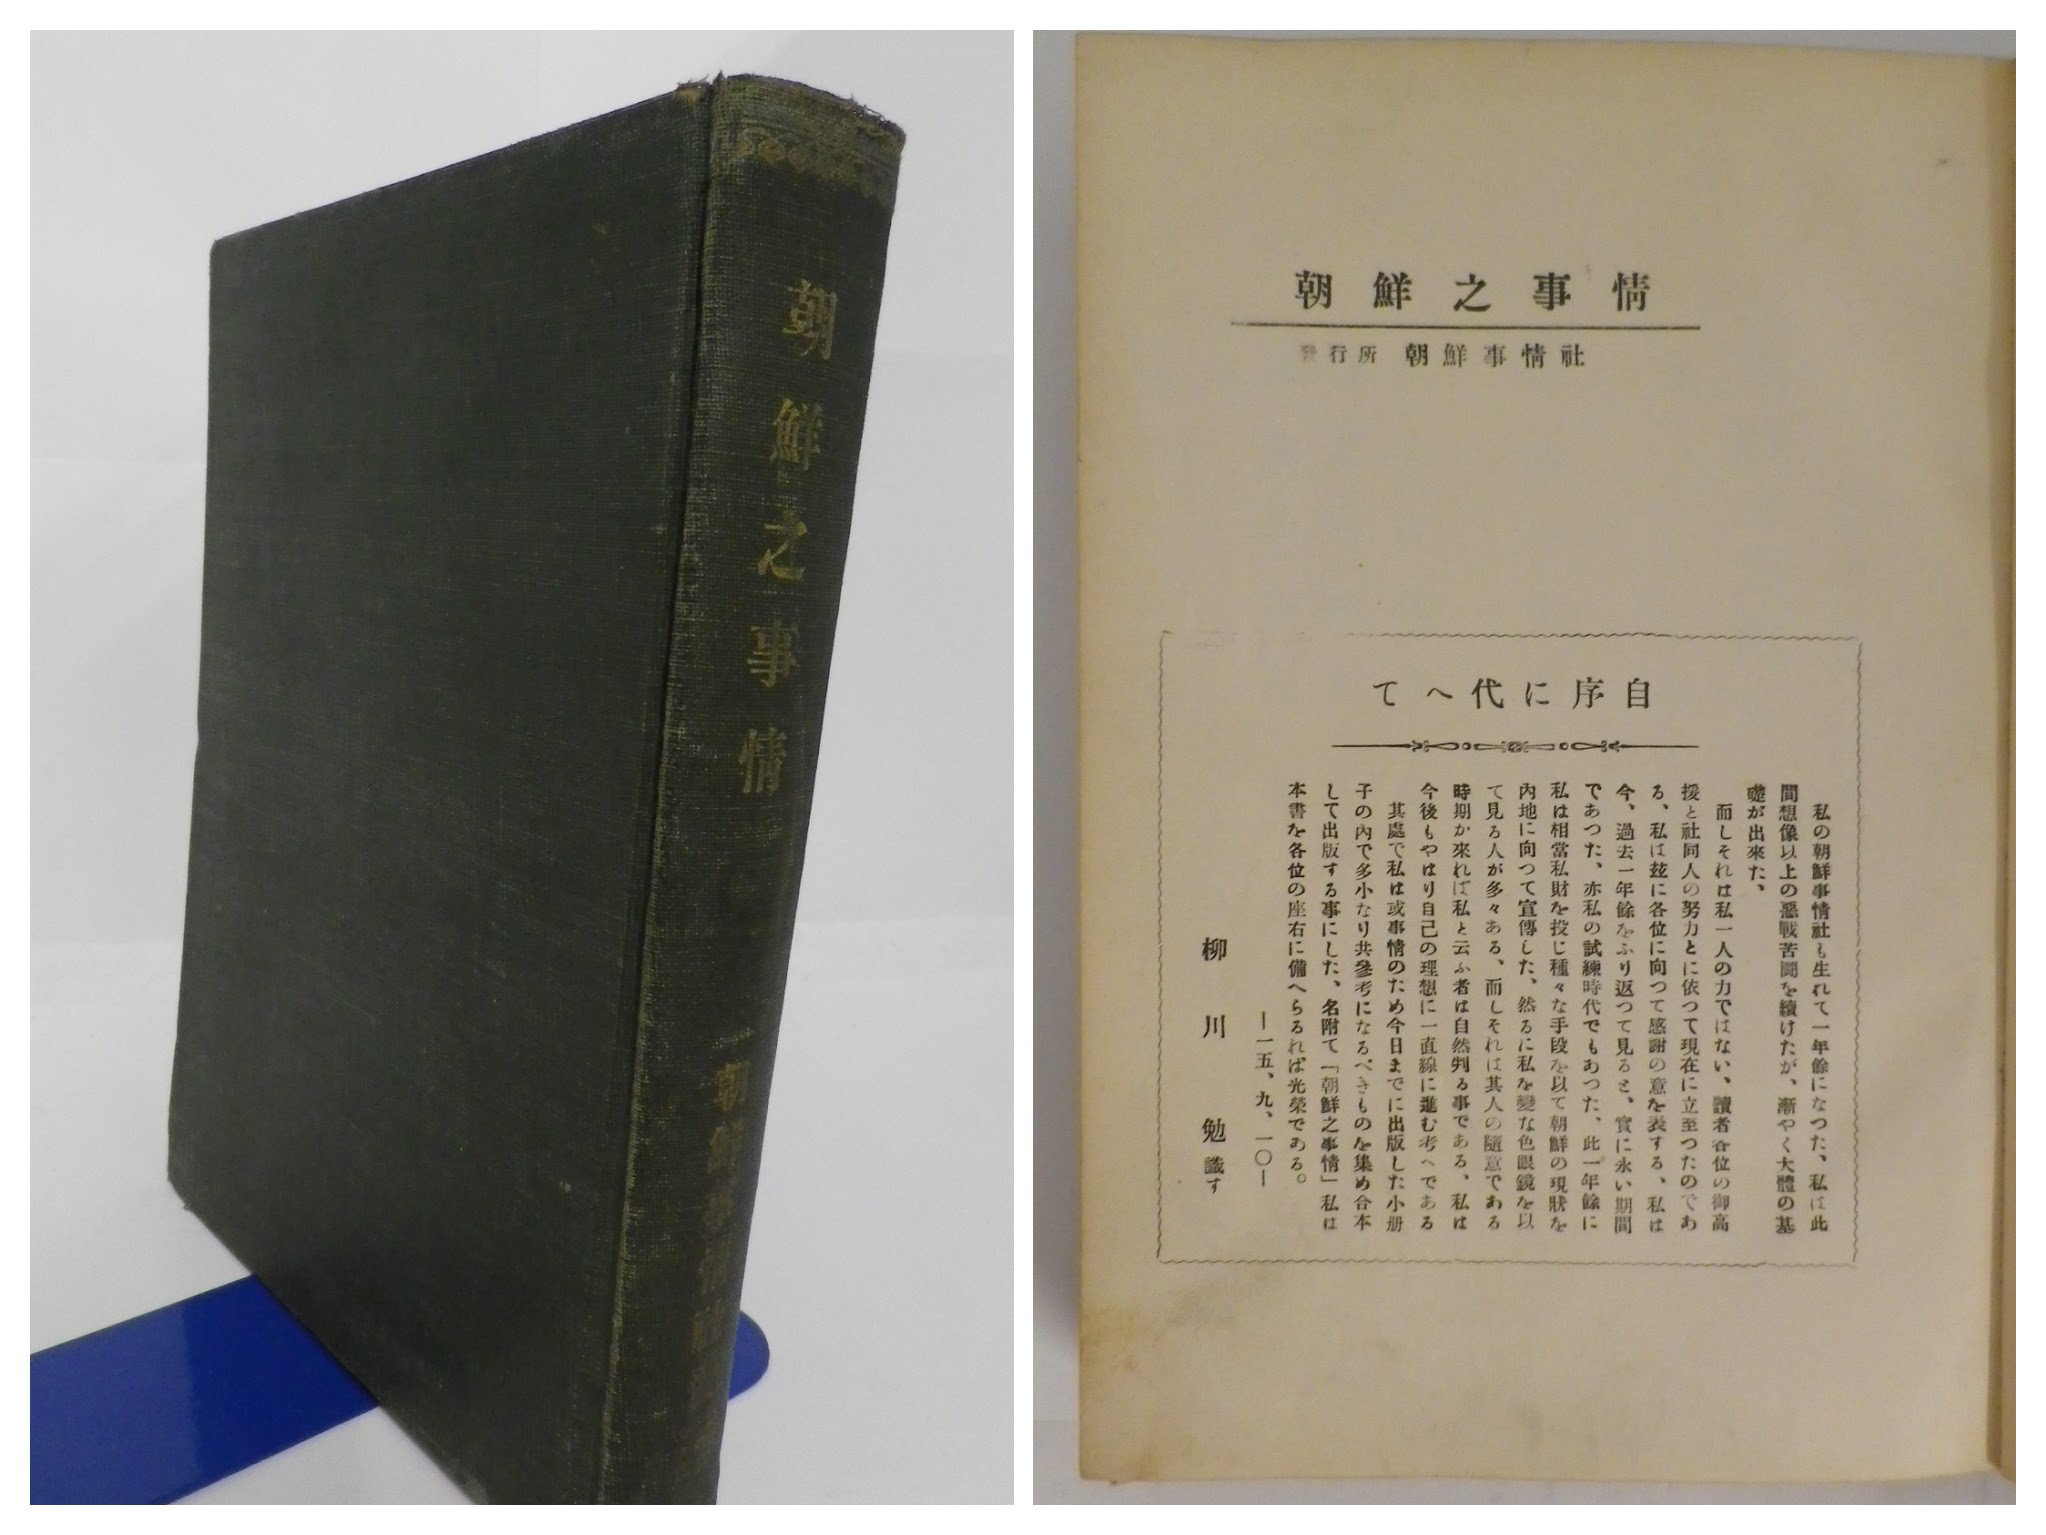 朝鮮之事情
朝鮮事情社
朝鮮之事情
發行所 朝鮮事情社
自序に代へて
私の朝鮮事情社も生れて一年餘になつた、私は此
間想像以上の惡戰苦鬪を續けたが、漸やく大體の基
礎が出來た、
而しそれは私一人の力ではない、讀者各位の御高
援と社同人の努力とに依つて現在に立至つたのであ
る、私は玆に各位に向つて感謝の意を表する、私は
今、過去一年餘をふり返つて見ると、實に永い期間
であつた、亦私の試練時代でもあつた、此一年餘に
私は相當私財を投じ種々な手段を以て朝鮮の現狀を
內地に向つて宣傳した、然るに私を變な色眼鏡を以
て見る人が多々ある、而しそれは其人の隨意である
時期か來れば私と云ふ者は自然判る事である、私は
今後もやはり自己の理想に一直線に進む考へである
其處で私は或事情のため今日までに出版した小册
子の內で多小なり共參考になるべきものを集め合本
して出版する事にした、名附て「朝鮮之事情」私は
本書を各位の座右に備へらるれば光榮である。
ー一五、九、一〇ー
柳川 勉 識す